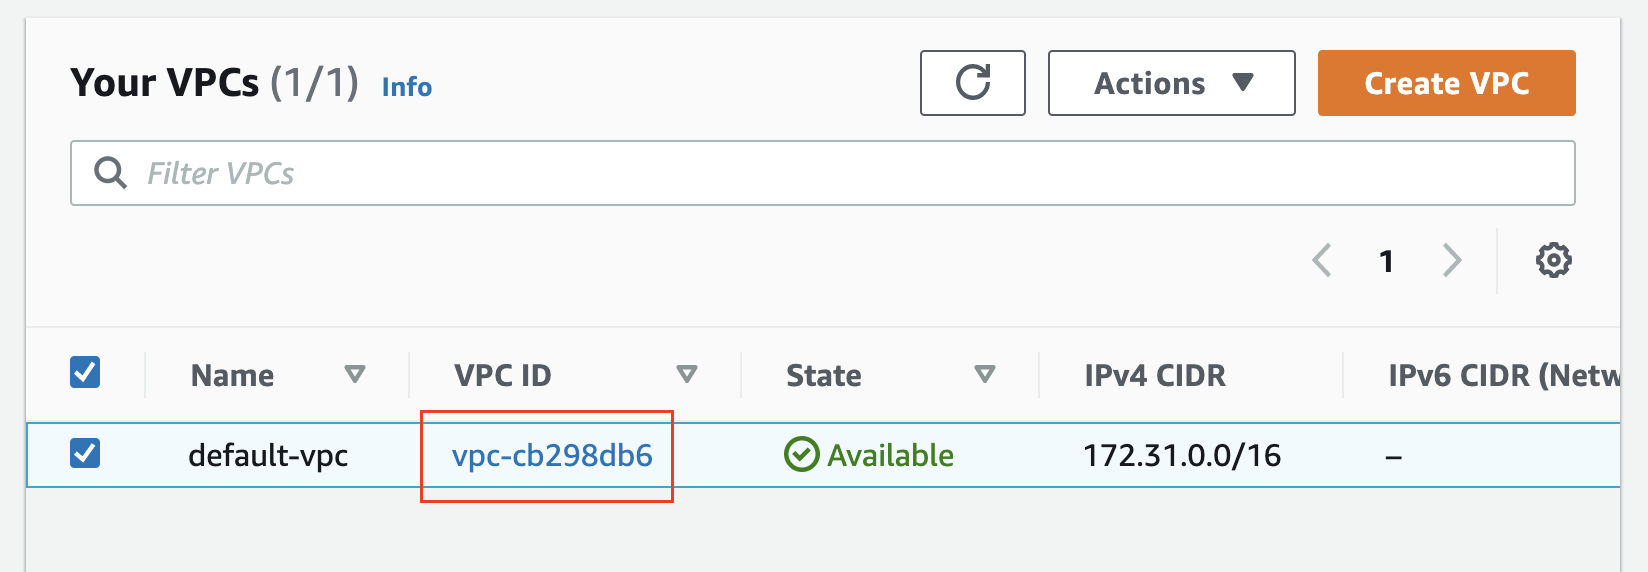 Your VPCs (1/1) Info Actions Create VPC
Filter VPCs
1
Name VPC ID State IPv4 CIDR IPv6 CIDR (Netw
default-vpc vpc-cb298db6 Available 172.31.0.0/16 –